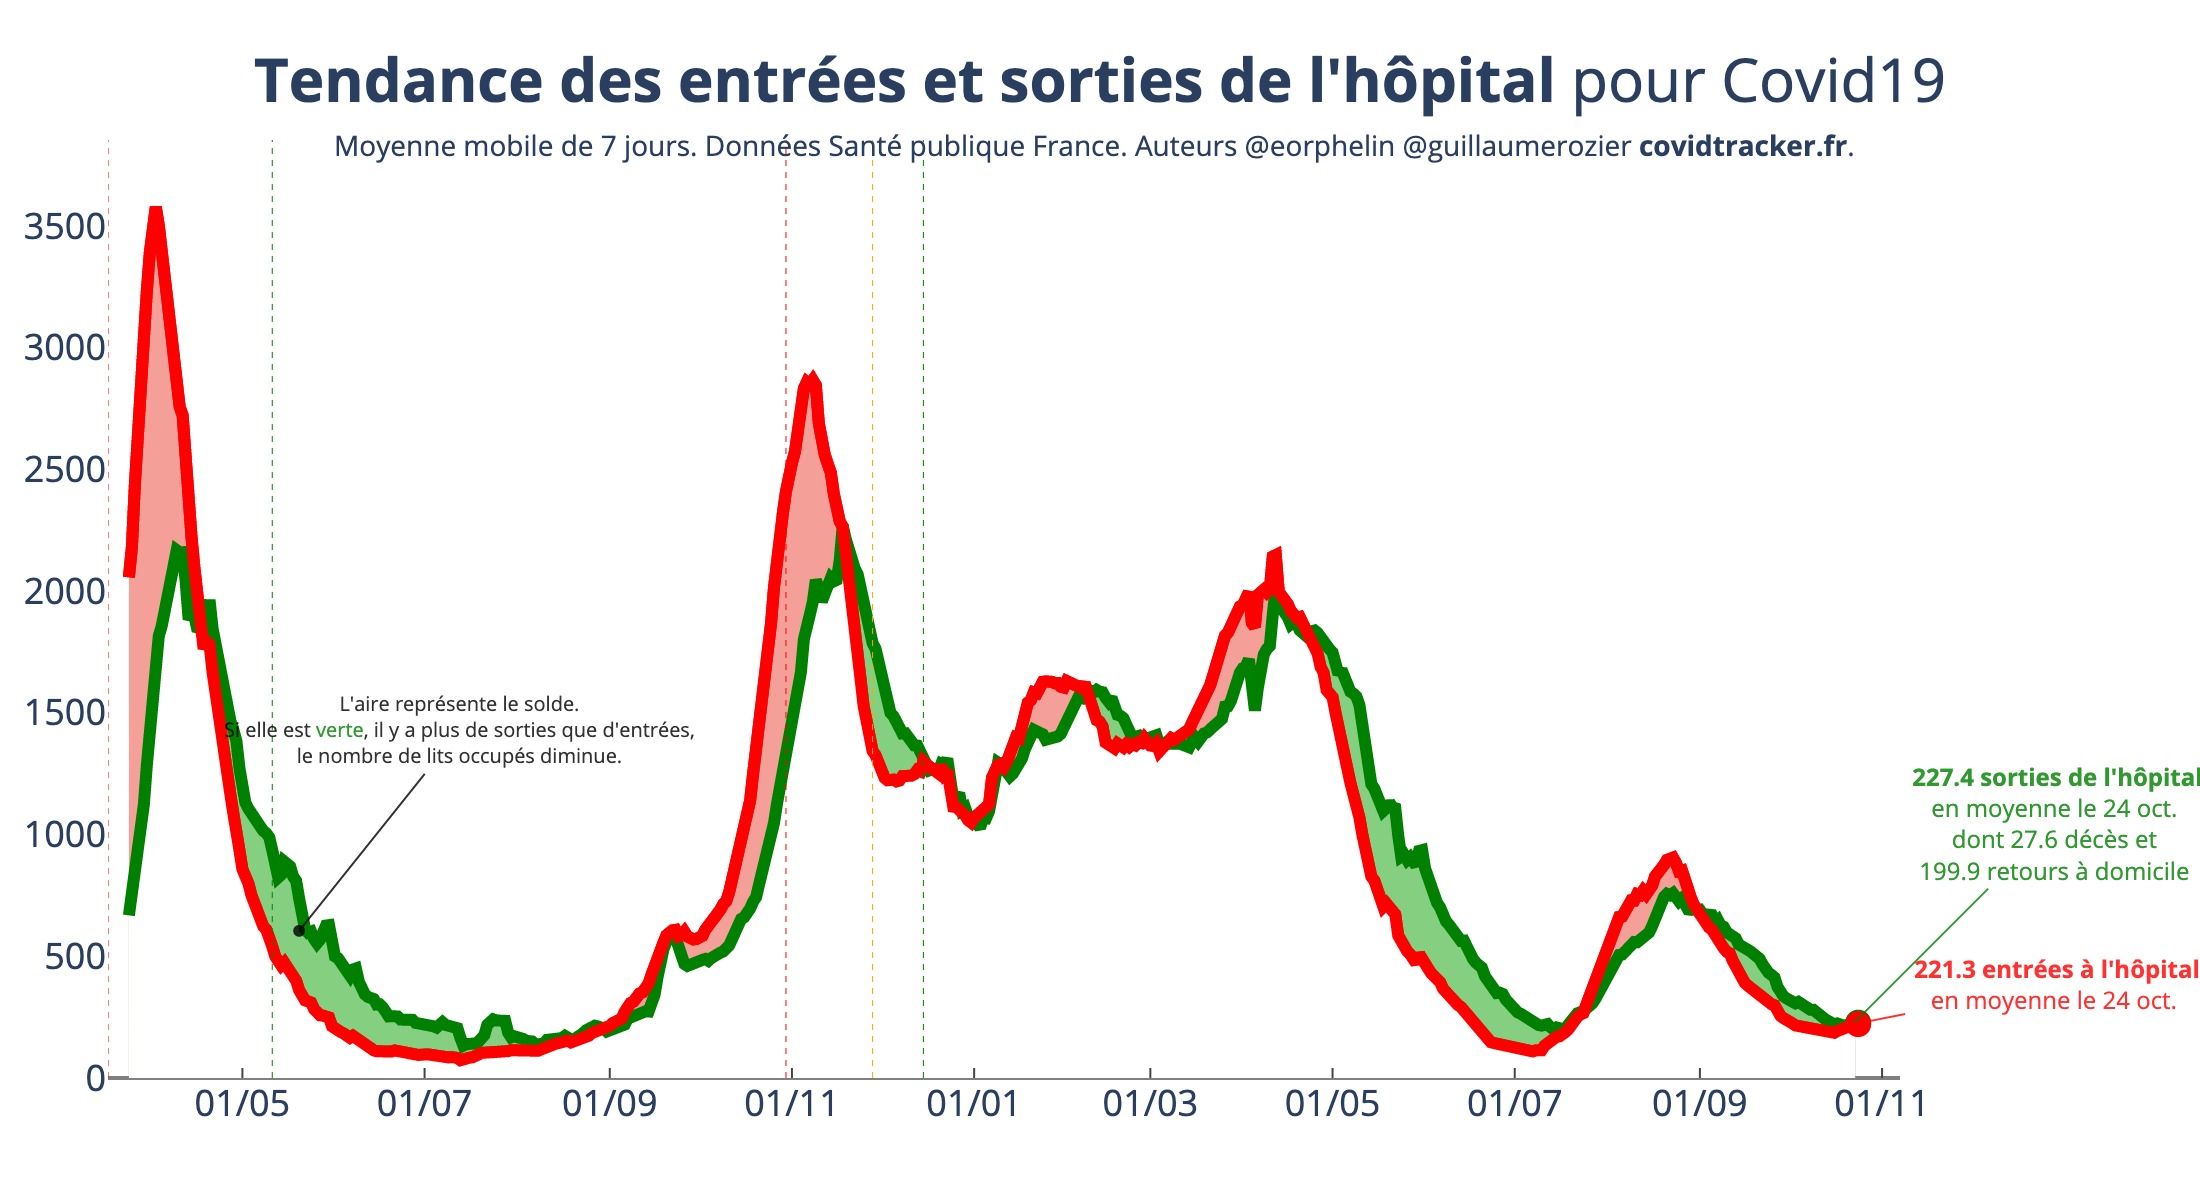 Tendance des entrées et sorties de l'hôpital pour Covid19
Moyenne mobile de 7 jours. Données Santé publique France. Auteurs @eorphelin @guillaumerozier covidtracker.fr.
3500
3000
2500
2000
1500
1000
500
0
L'aire représente le solde.
Si elle est verte, il y a plus de sorties que d'entrées,
le nombre de lits occupés diminue.
227.4 sorties de l'hôpital
en moyenne le 24 oct.
dont 27.6 décès et
199.9 retours à domicile
221.3 entrées à l'hôpital
en moyenne le 24 oct.
01/05 01/07 01/09 01/11 01/01 01/03 01/05 01/07 01/09 01/11